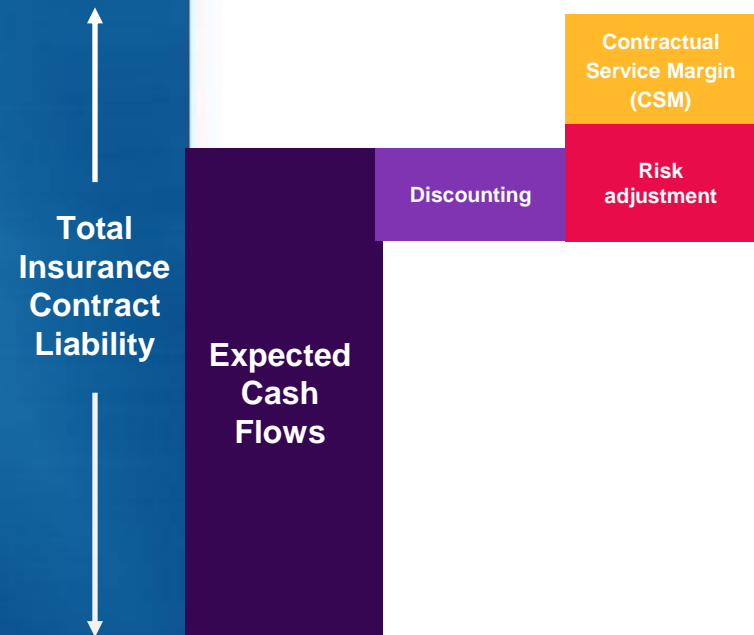 Total
Insurance
Contract
Liability
Expected
Cash
Flows
Discounting
Contractual
Service Margin
(CSM)
Risk
adjustment